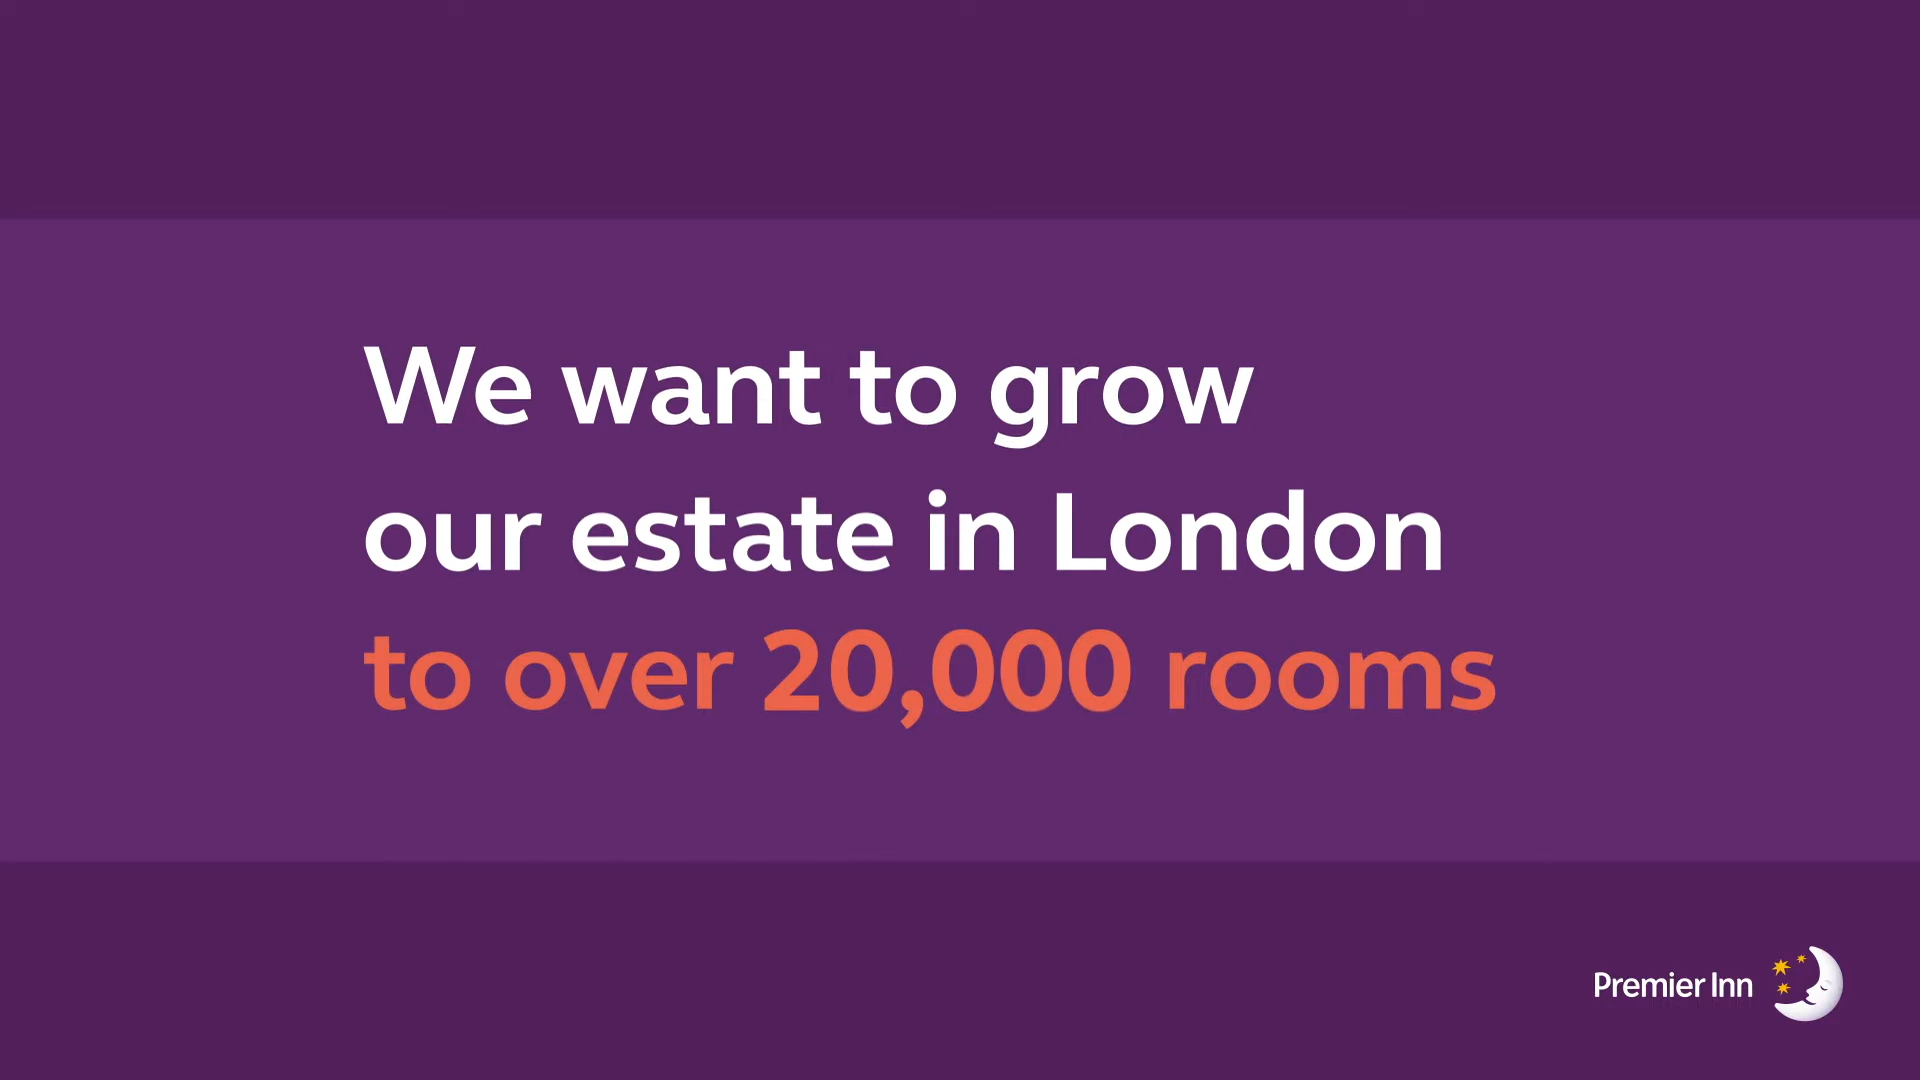 We want to grow
our estate in London
to over 20,000 rooms
Premier Inn